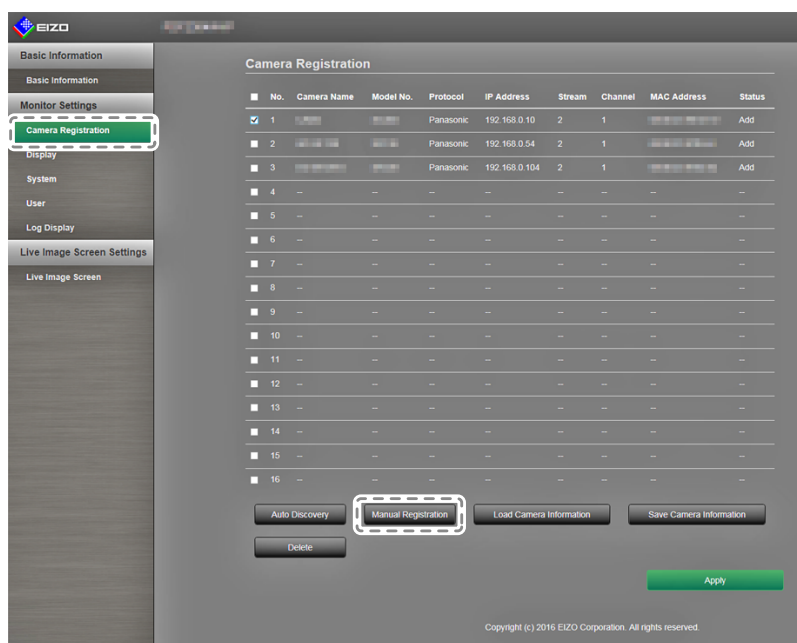 EIZO
Basic Information
Basic Information
Monitor Settings
Camera Registration
Display
System
User
Log Display
Live Image Screen Settings
Live Image Screen
Camera Registration
No. Camera Name Model No. Protocol IP Address Stream Channel MAC Address Status
1 Panasonic 192.168.0.10 2 1 Add
2 Panasonic 192.168.0.54 2 1 Add
3 Panasonic 192.168.0.104 2 1 Add
4 -- -- -- -- -- -- -- --
5 -- -- -- -- -- -- -- --
6 -- -- -- -- -- -- -- --
7 -- -- -- -- -- -- -- --
8 -- -- -- -- -- -- -- --
9 -- -- -- -- -- -- -- --
10 -- -- -- -- -- -- -- --
11 -- -- -- -- -- -- -- --
12 -- -- -- -- -- -- -- --
13 -- -- -- -- -- -- -- --
14 -- -- -- -- -- -- -- --
15 -- -- -- -- -- -- -- --
16 -- -- -- -- -- -- -- --
Auto Discovery Manual Registration Load Camera Information Save Camera Information
Delete
Apply
Copyright (c) 2016 EIZO Corporation. All rights reserved.